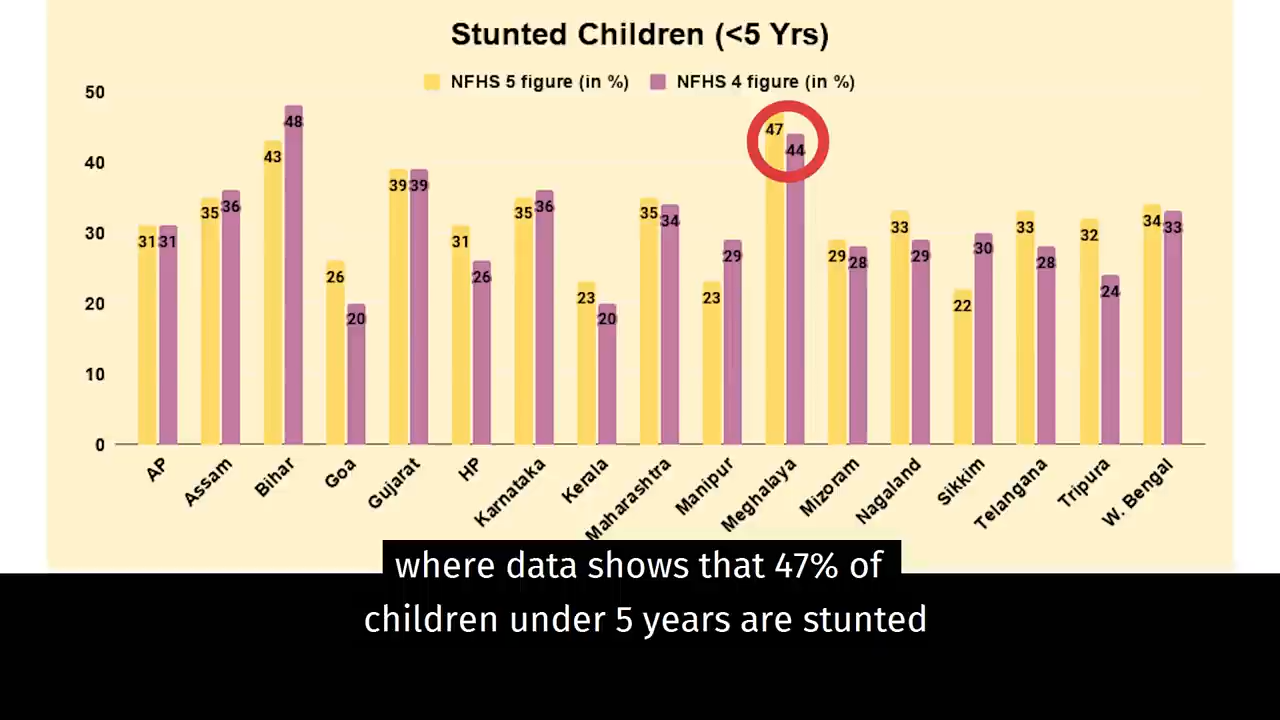 Stunted Children (<5 Yrs)
NFHS 5 figure (in %) NFHS 4 figure (in %)
50
40
30
20
10
0
31 31
35 36
43 48
26 20
39 39
31 26
35 36
23 20
35 34
23 29
47 44
29 28
33 29
22 30
33 28
32 24
34 33
AP
Assam
Bihar
Goa
Gujarat
HP
Karnataka
Kerala
Maharashtra
Manipur
Meghalaya
Mizoram
Nagaland
Sikkim
Telangana
Tripura
W. Bengal
where data shows that 47% of
children under 5 years are stunted